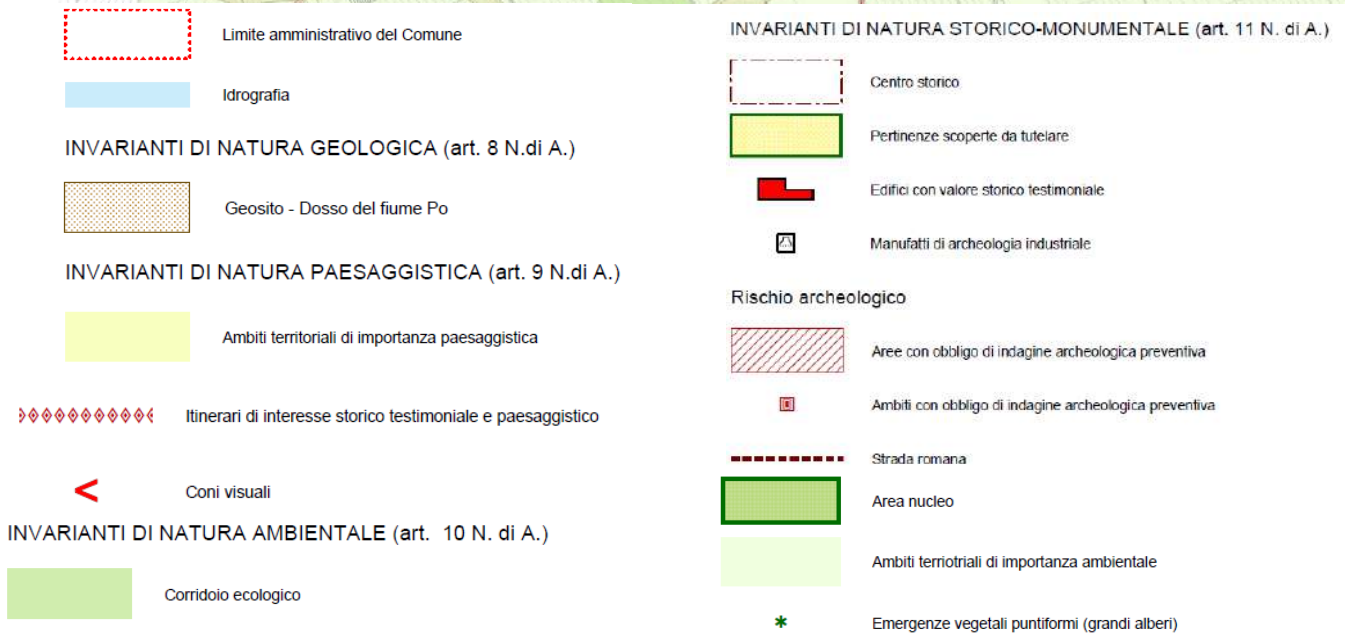 Limite amministrativo del Comune
Idrografia
INVARIANTI DI NATURA GEOLOGICA (art. 8 N.di A.)
Geosito - Dosso del fiume Po
INVARIANTI DI NATURA PAESAGGISTICA (art. 9 N.di A.)
Ambiti territoriali di importanza paesaggistica
Itinerari di interesse storico testimoniale e paesaggistico
Coni visuali
INVARIANTI DI NATURA AMBIENTALE (art. 10 N. di A.)
Corridoio ecologico
INVARIANTI DI NATURA STORICO-MONUMENTALE (art. 11 N. di A.)
Centro storico
Pertinenze scoperte da tutelare
Edifici con valore storico testimoniale
Manufatti di archeologia industriale
Rischio archeologico
Aree con obbligo di indagine archeologica preventiva
Ambiti con obbligo di indagine archeologica preventiva
Strada romana
Area nucleo
Ambiti terriotriali di importanza ambientale
Emergenze vegetali puntiformi (grandi alberi)